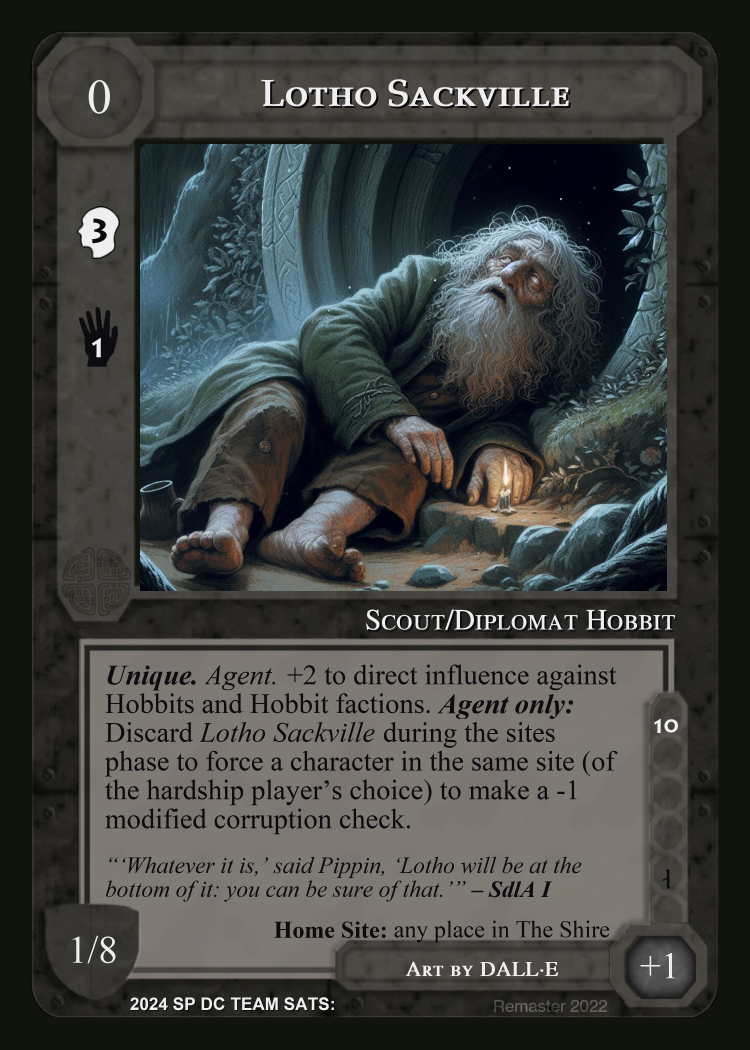 0
Lotho Sackville
3
1
Scout/Diplomat Hobbit
Unique. Agent. +2 to direct influence against
Hobbits and Hobbit factions. Agent only:
Discard Lotho Sackville during the sites
phase to force a character in the same site (of
the hardship player’s choice) to make a -1
modified corruption check.
10
“‘Whatever it is,’ said Pippin, ‘Lotho will be at the
bottom of it: you can be sure of that.’” – SdlA I
Home Site: any place in The Shire
1/8
Art by DALL·E
+1
2024 SP DC TEAM SATS:
Remaster 2022